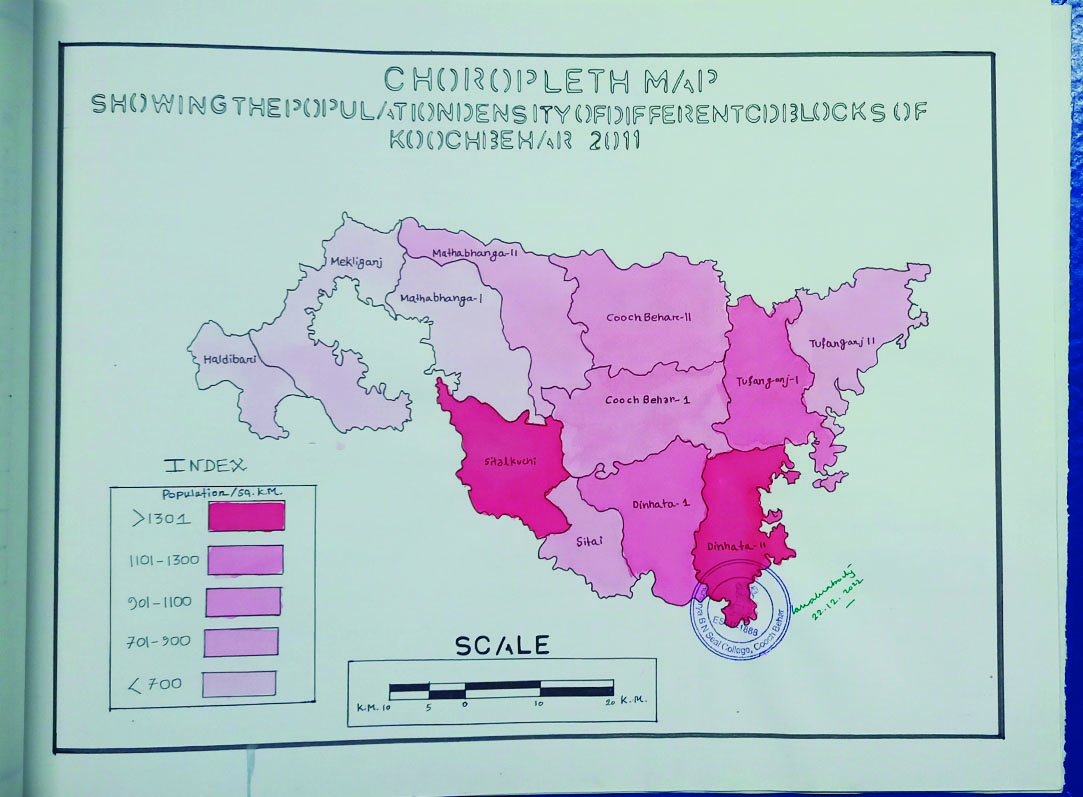 CHOROPLETH MAP
SHOWING THE POPULATION DENSITY OF DIFFERENT CD BLOCKS OF
KOOCHBEHAR 2011
Mekliganj
Mathabhanga-II
Mathabhanga-I
Haldibari
Cooch Behar-II
Tufanganj II
Tufanganj-I
Cooch Behar-1
Sitalkuchi
Dinhata-1
Sitai
Dinhata-II
INDEX
Population/sq.K.M.
>1301
1101-1300
901-1100
701-900
<700
SCALE
K.M. 10 5 0 10 20 K.M.
B N Seal College, Cooch Behar
1888
22.12.2022